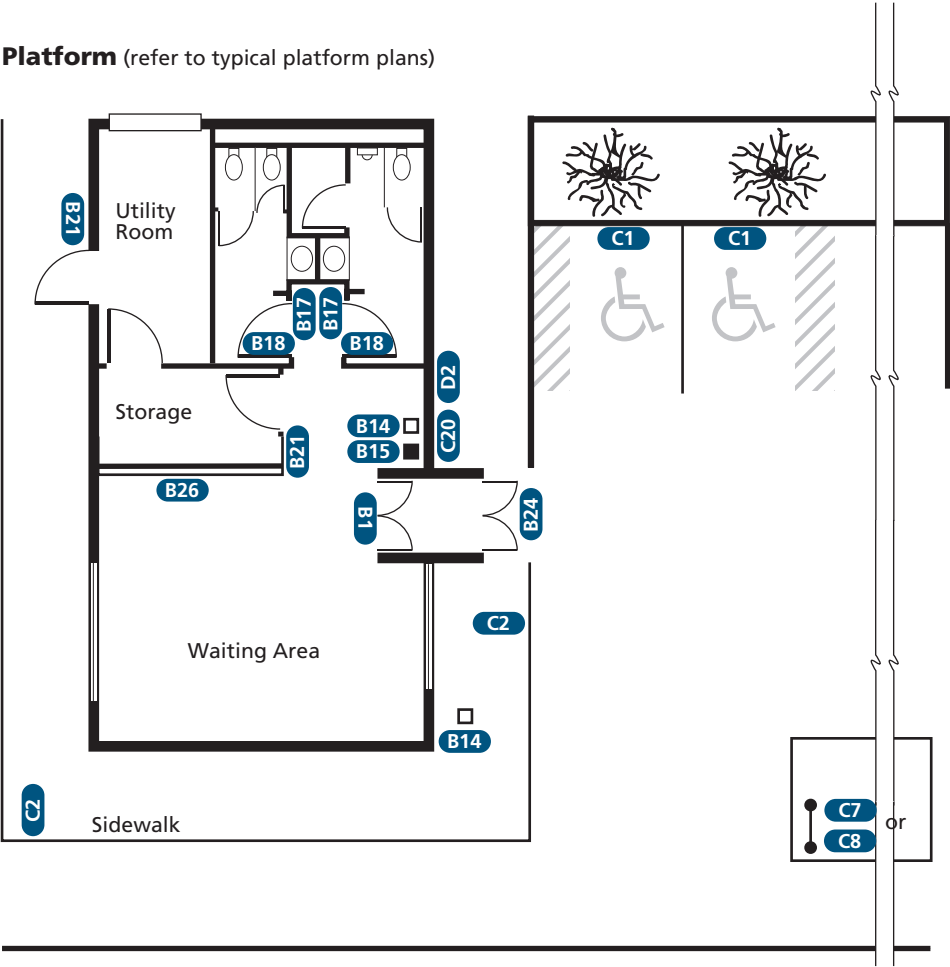 Platform (refer to typical platform plans)
B21
Utility
Room
C1
C1
B17
B17
B18
B18
D2
Storage
B14
C20
B15
B21
B26
B1
B24
C2
Waiting Area
B14
C2
Sidewalk
C7
or
C8